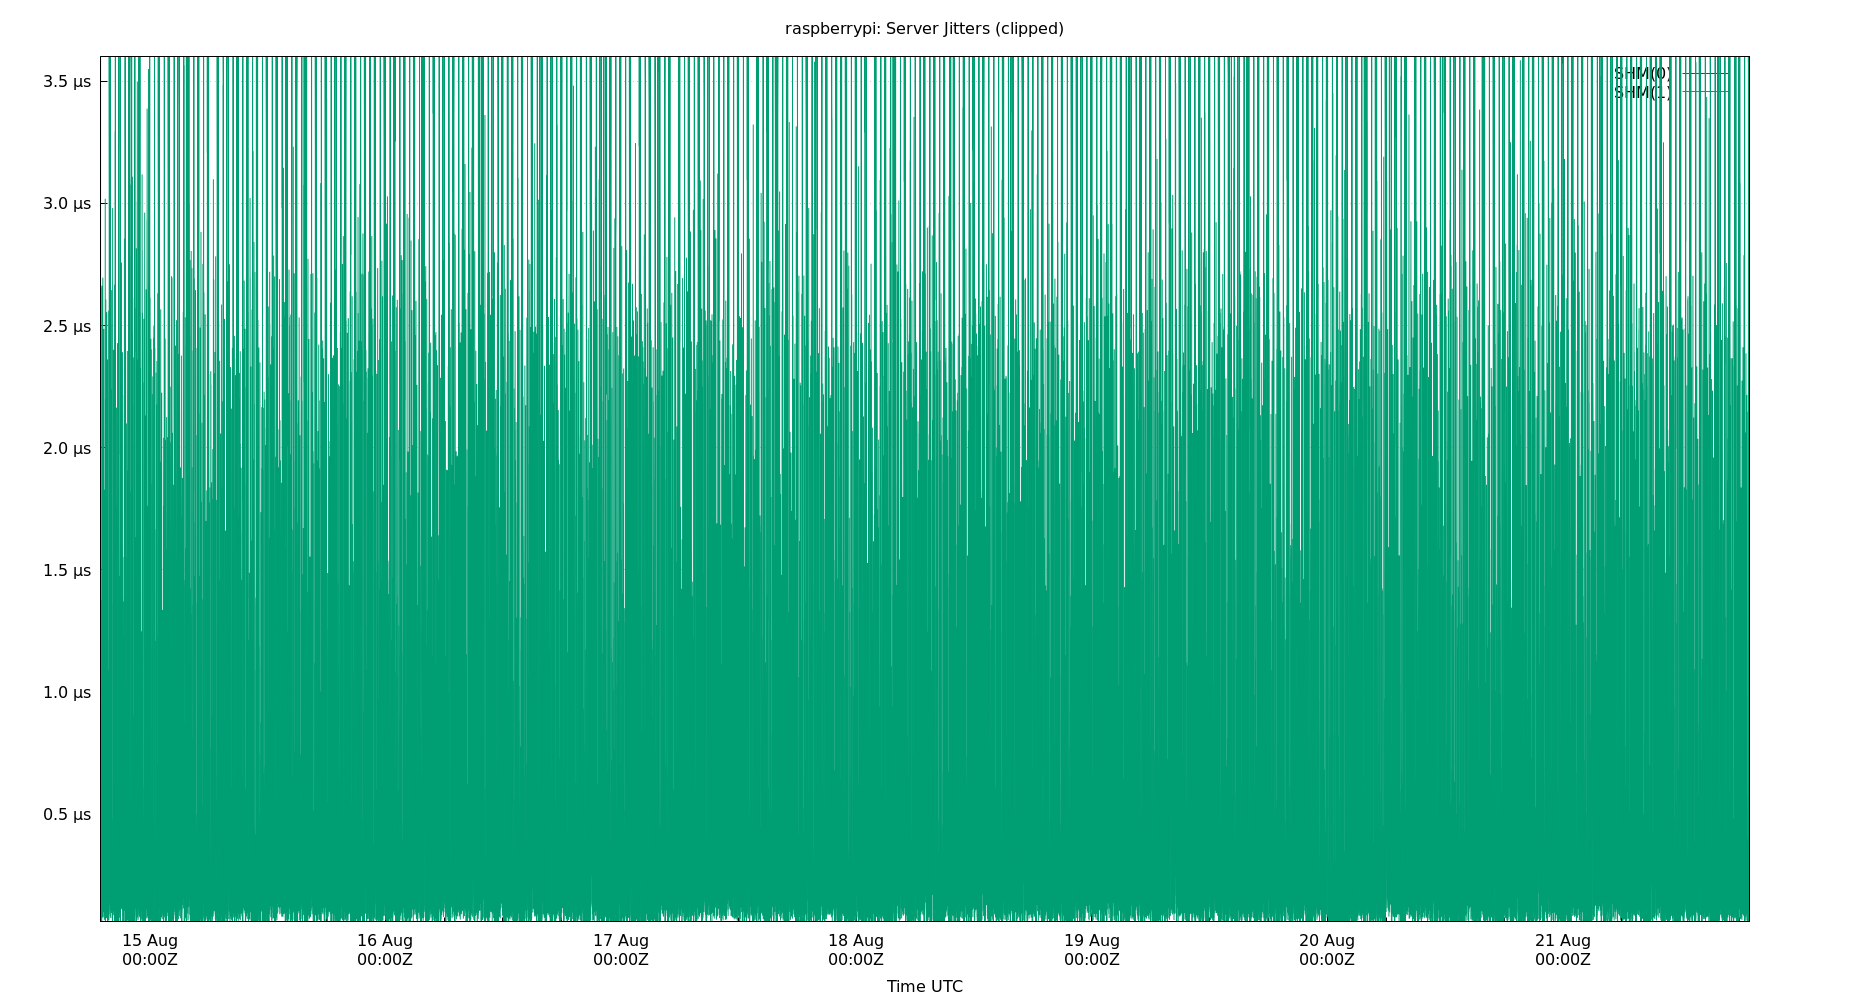 raspberrypi: Server Jitters (clipped)
3.5 µs
SHM(0)
SHM(1)
3.0 µs
2.5 µs
2.0 µs
1.5 µs
1.0 µs
0.5 µs
15 Aug 16 Aug 17 Aug 18 Aug 19 Aug 20 Aug 21 Aug
00:00Z 00:00Z 00:00Z 00:00Z 00:00Z 00:00Z 00:00Z
Time UTC